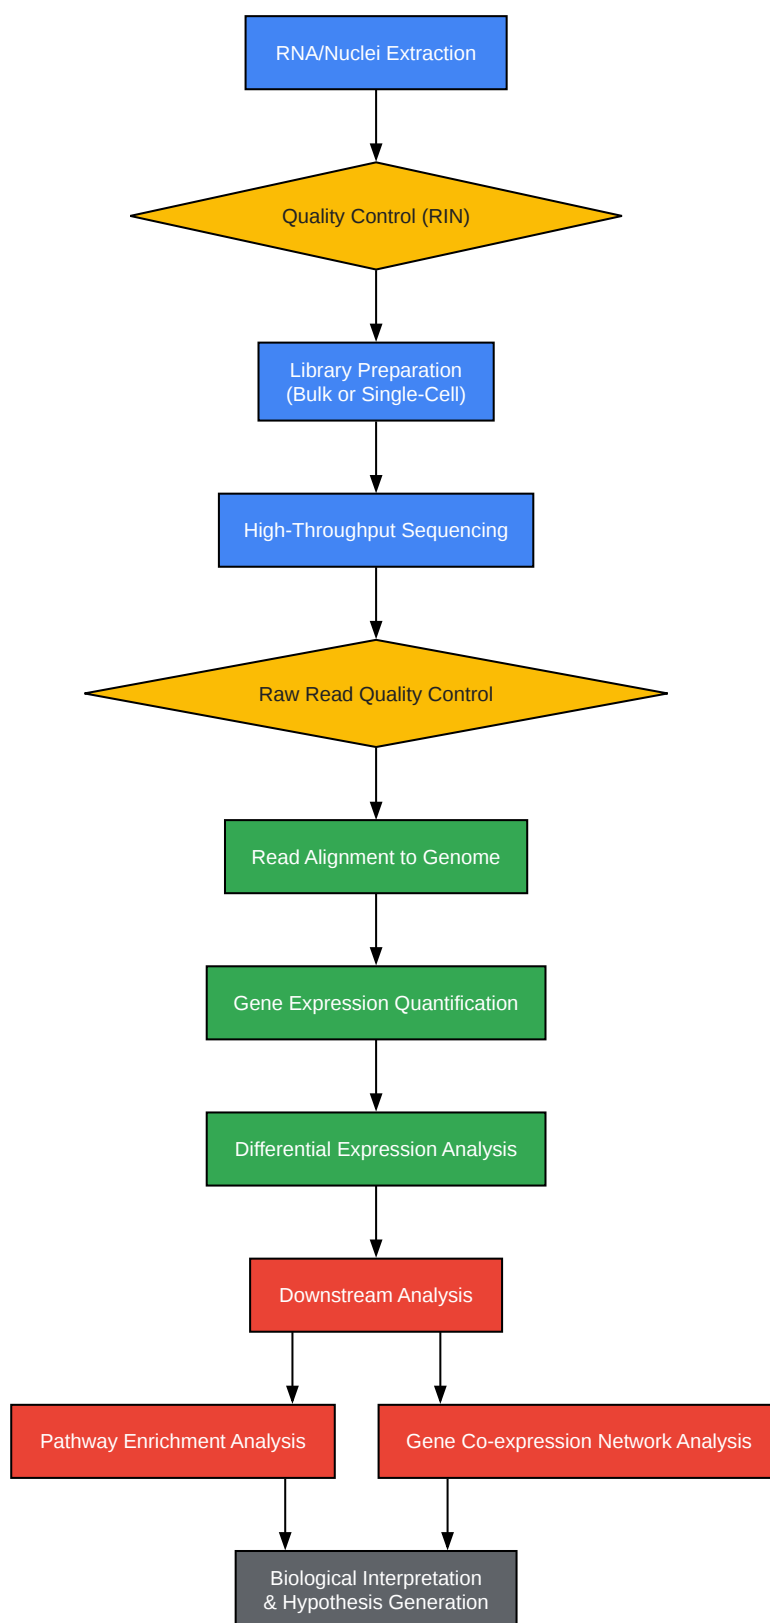 RNA/Nuclei Extraction
Quality Control (RIN)
Library Preparation
(Bulk or Single-Cell)
High-Throughput Sequencing
Raw Read Quality Control
Read Alignment to Genome
Gene Expression Quantification
Differential Expression Analysis
Downstream Analysis
Pathway Enrichment Analysis
Gene Co-expression Network Analysis
Biological Interpretation
& Hypothesis Generation